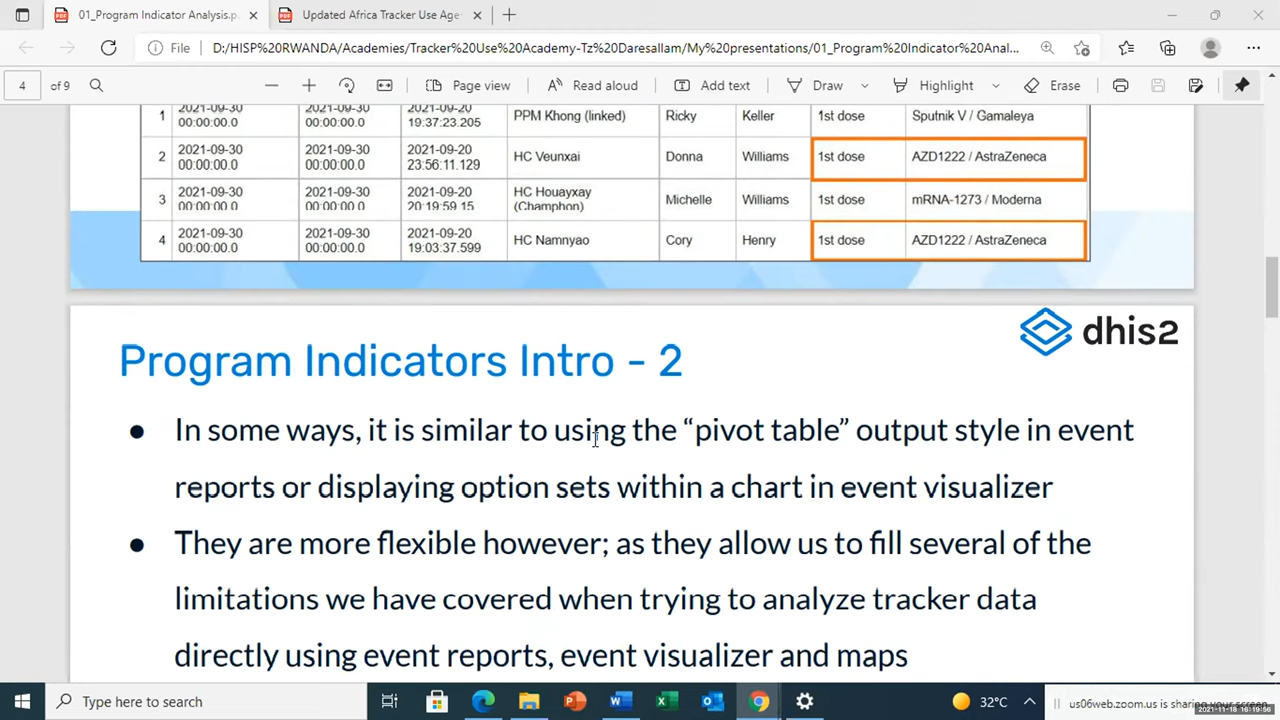 01_Program Indicator Analysis.p
Updated Africa Tracker Use Age
File
D:/HISP%20RWANDA/Academies/Tracker%20Use%20Academy-Tz%20Daresallam/My%20presentations/01_Program%20Indicator%20Anal...
4 of 9
Page view
Read aloud
Add text
Draw
Highlight
Erase
1 2021-09-30 00:00:00.0 2021-09-30 00:00:00.0 2021-09-20 19:37:23.205 PPM Khong (linked) Ricky Keller 1st dose Sputnik V / Gamaleya
2 2021-09-30 00:00:00.0 2021-09-30 00:00:00.0 2021-09-20 23:56:11.129 HC Veunxai Donna Williams 1st dose AZD1222 / AstraZeneca
3 2021-09-30 00:00:00.0 2021-09-30 00:00:00.0 2021-09-20 20:19:59.15 HC Houayxay (Champhon) Michelle Williams 1st dose mRNA-1273 / Moderna
4 2021-09-30 00:00:00.0 2021-09-30 00:00:00.0 2021-09-20 19:03:37.599 HC Namnyao Cory Henry 1st dose AZD1222 / AstraZeneca
dhis2
Program Indicators Intro - 2
● In some ways, it is similar to using the “pivot table” output style in event
reports or displaying option sets within a chart in event visualizer
● They are more flexible however; as they allow us to fill several of the
limitations we have covered when trying to analyze tracker data
directly using event reports, event visualizer and maps
Type here to search
32°C
us06web.zoom.us is sharing your screen.
2021-11-18 16:19:56